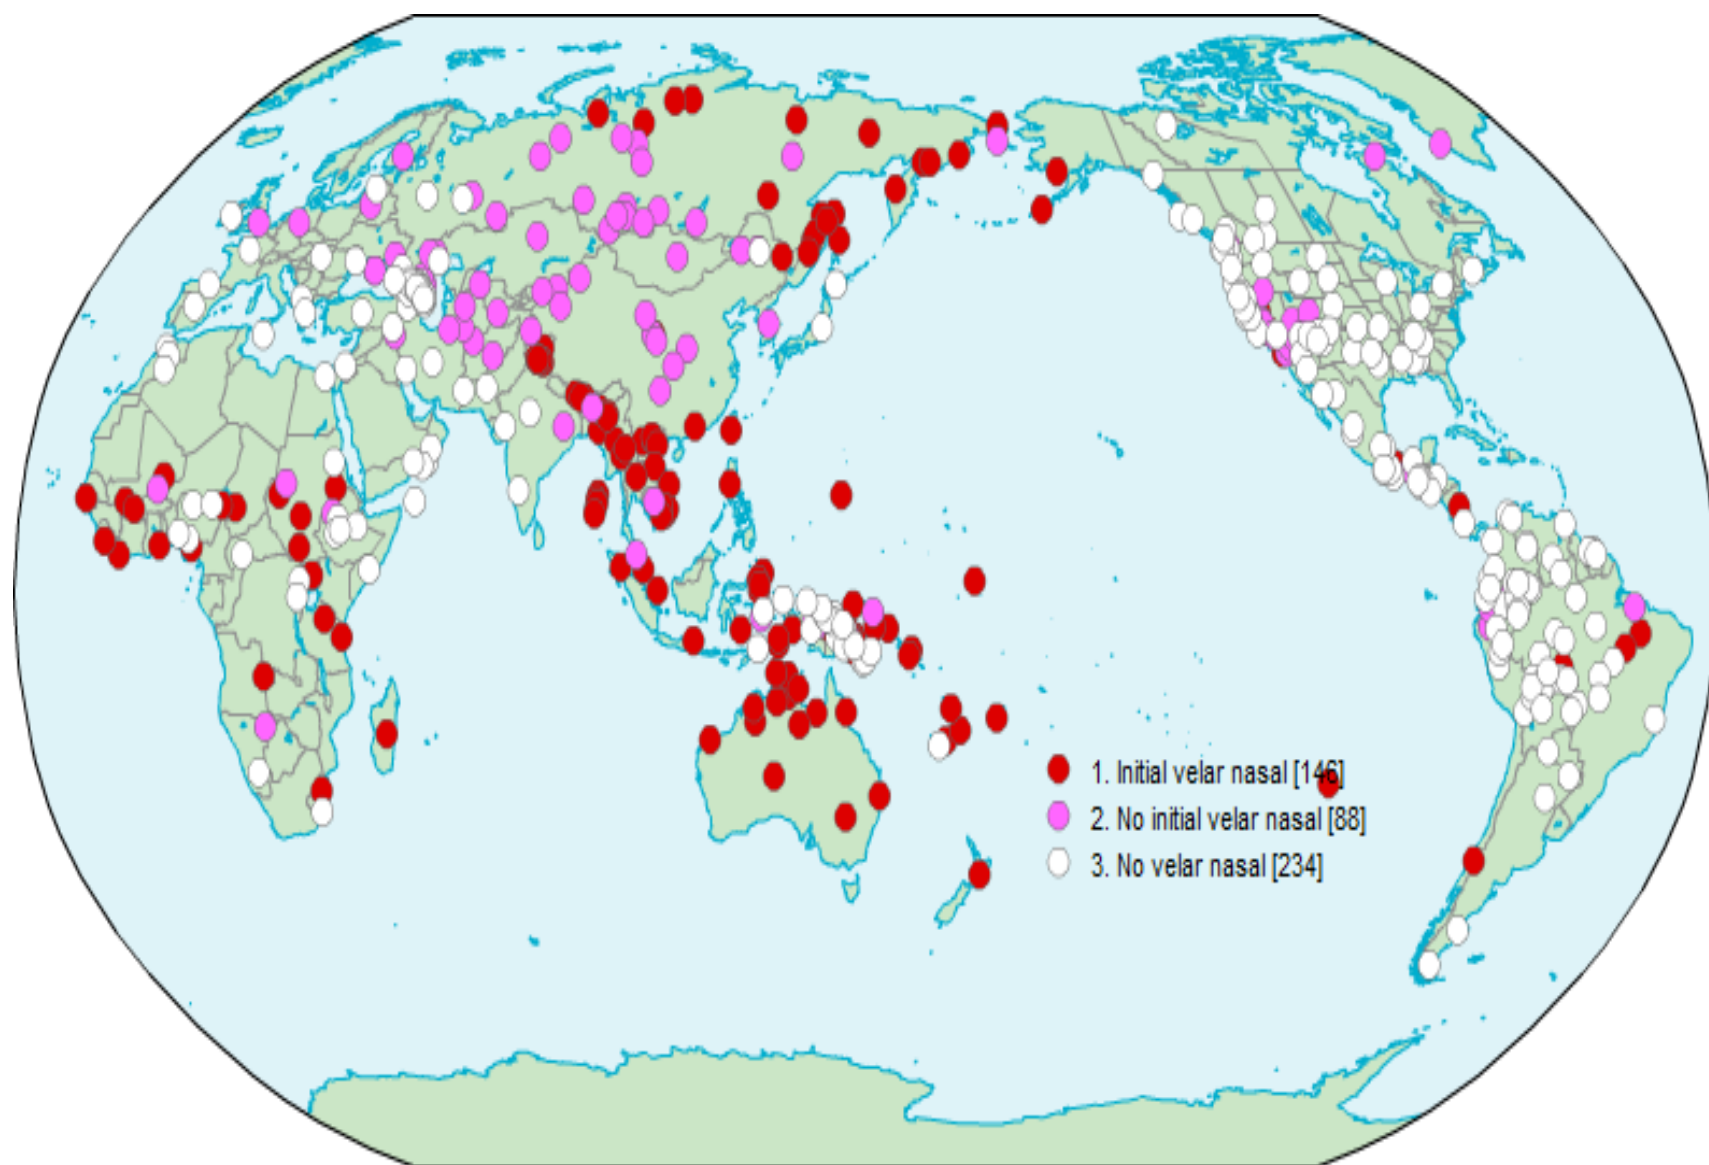 1. Initial velar nasal [146]
2. No initial velar nasal [88]
3. No velar nasal [234]